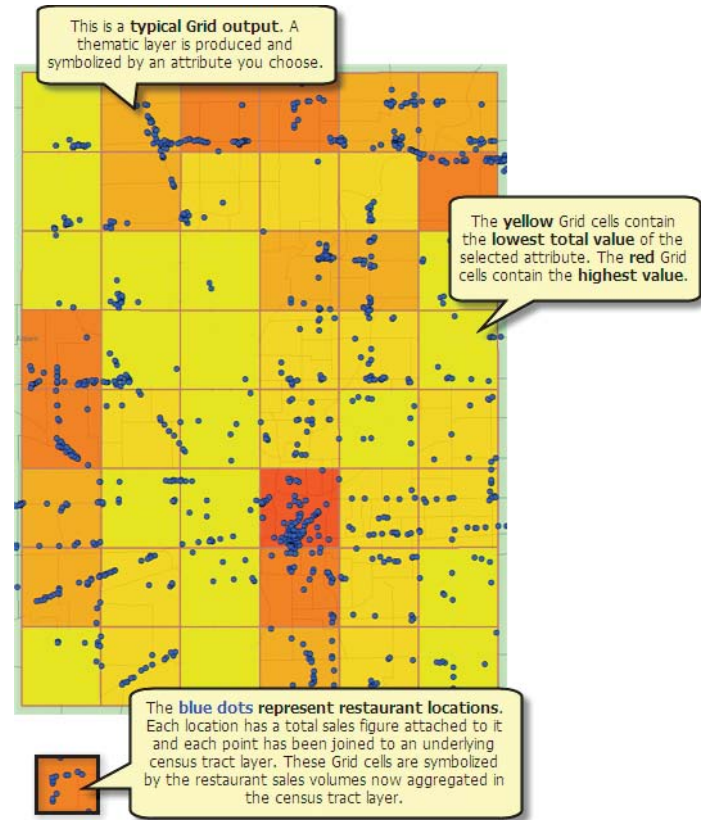 This is a typical Grid output. A
thematic layer is produced and
symbolized by an attribute you choose.
The yellow Grid cells contain
the lowest total value of the
selected attribute. The red Grid
cells contain the highest value.
The blue dots represent restaurant locations.
Each location has a total sales figure attached to it
and each point has been joined to an underlying
census tract layer. These Grid cells are symbolized
by the restaurant sales volumes now aggregated in
the census tract layer.